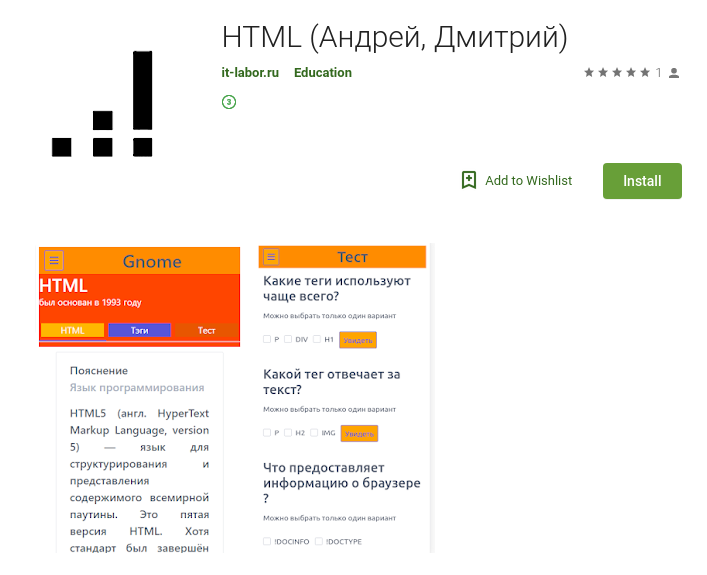 HTML (Андрей, Дмитрий)
it-labor.ru Education
1
3
Add to Wishlist
Install
Gnome
HTML
был основан в 1993 году
HTML Тэги Тест
Пояснение
Язык программирования
HTML5 (англ. HyperText
Markup Language, version
5) — язык для
структурирования и
представления
содержимого всемирной
паутины. Это пятая
версия HTML. Хотя
стандарт был завершён
Тест
Какие теги используют
чаще всего?
Можно выбрать только один вариант
P DIV H1 Увидеть
Какой тег отвечает за
текст?
Можно выбрать только один вариант
P H2 IMG Увидеть
Что предоставляет
информацию о браузере
?
Можно выбрать только один вариант
!DOCINFO !DOCTYPE